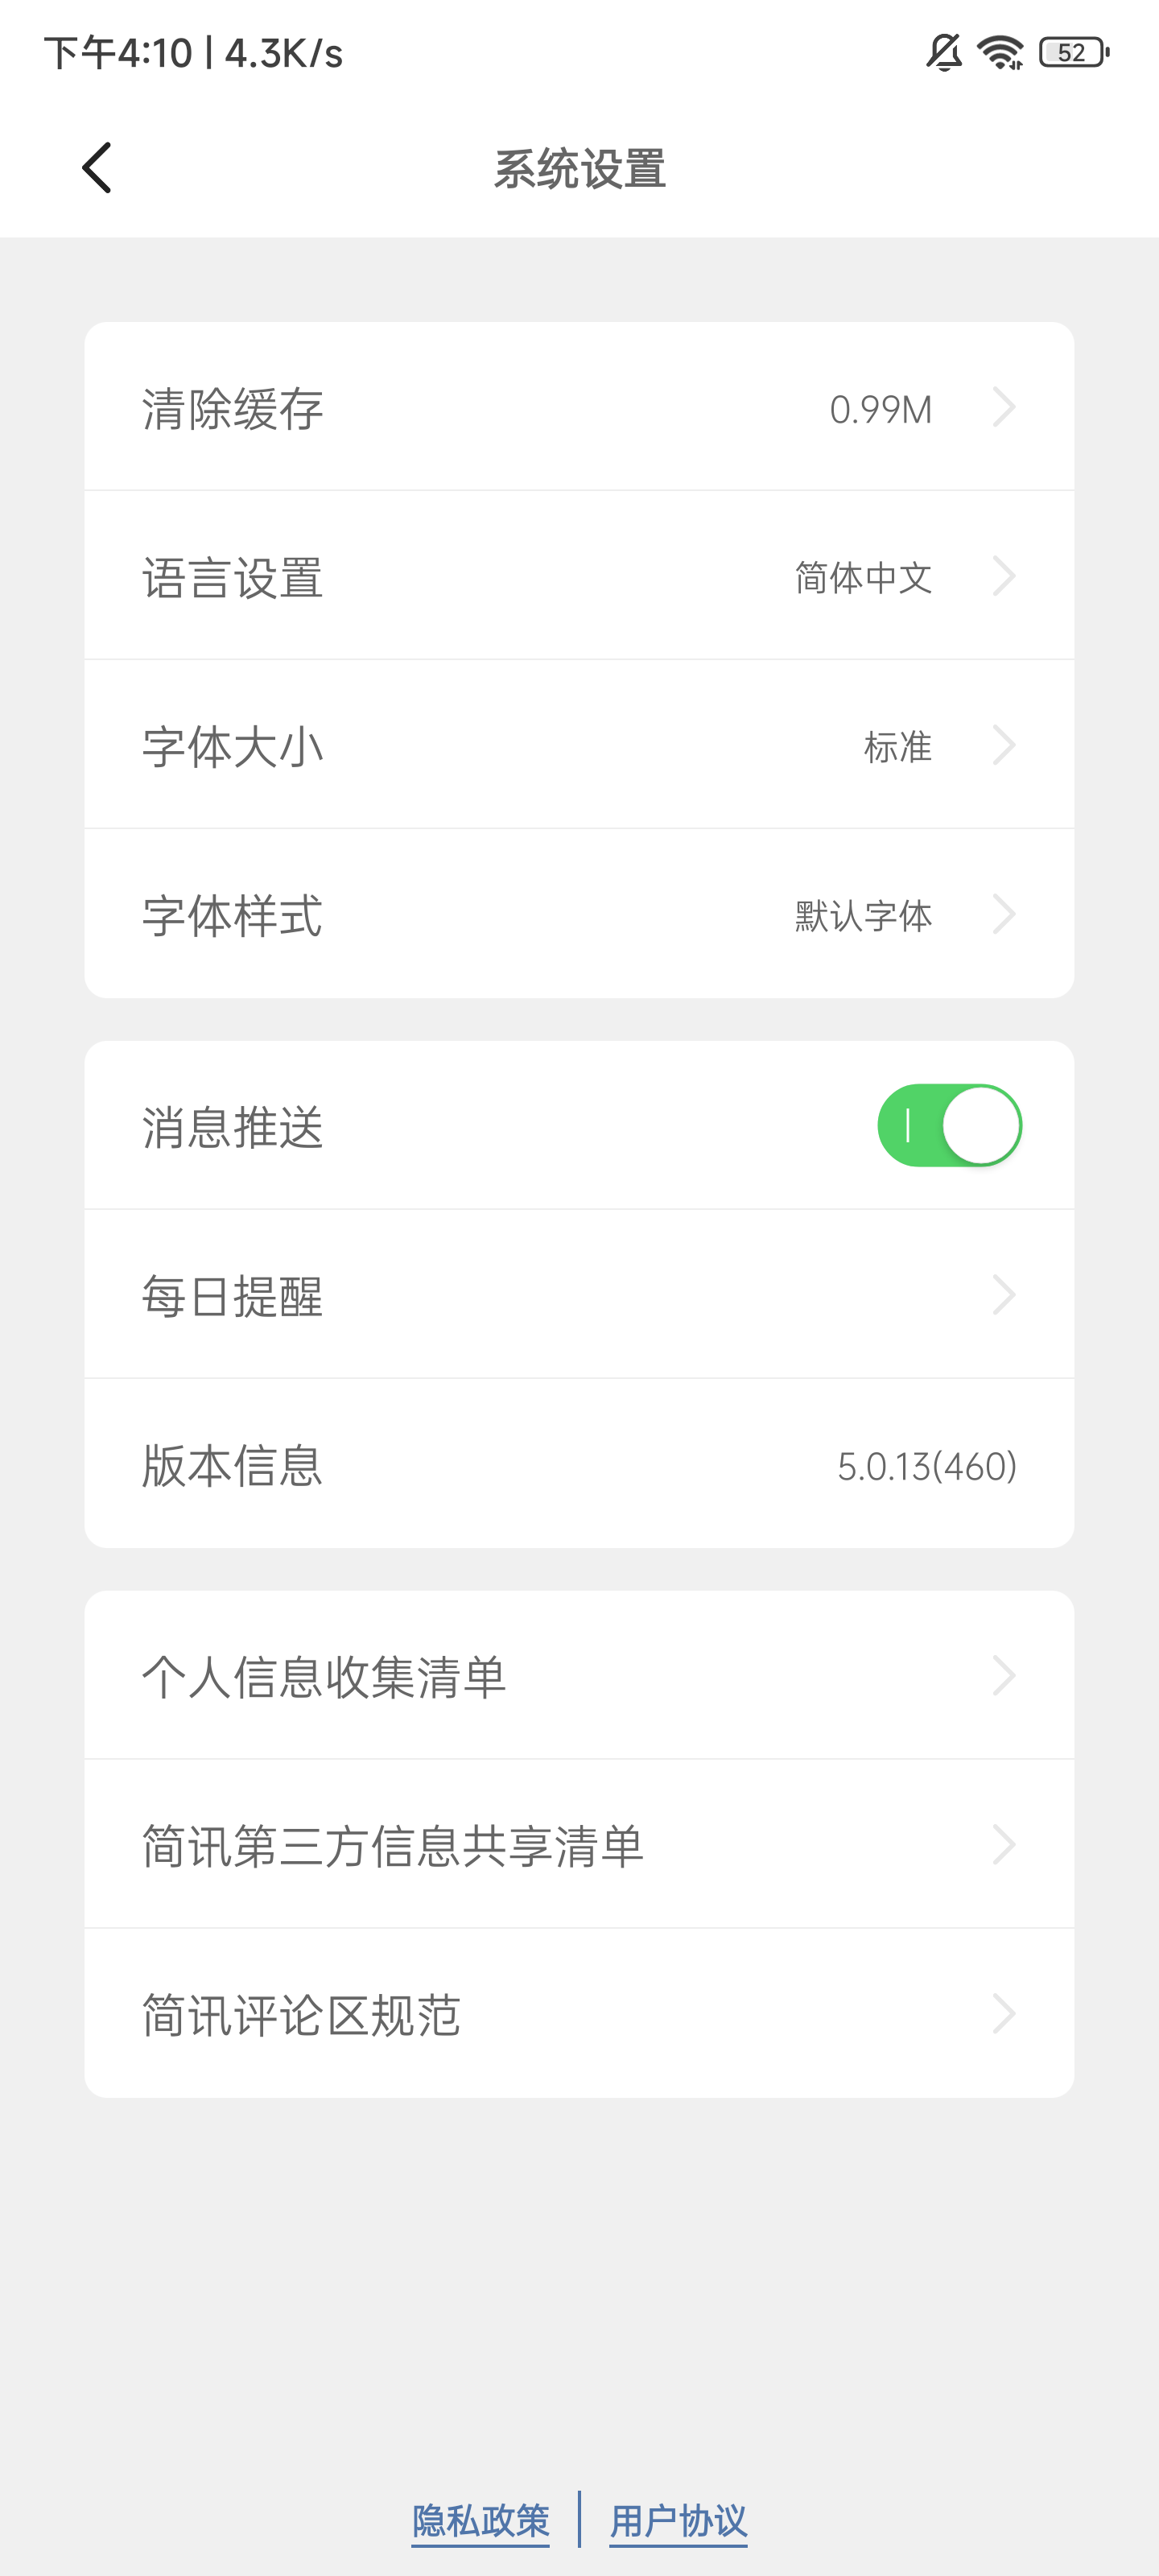 下午4:10 | 4.3K/s
52
系统设置
清除缓存 0.99M
语言设置 简体中文
字体大小 标准
字体样式 默认字体
消息推送
每日提醒
版本信息 5.0.13(460)
个人信息收集清单
简讯第三方信息共享清单
简讯评论区规范
隐私政策 | 用户协议